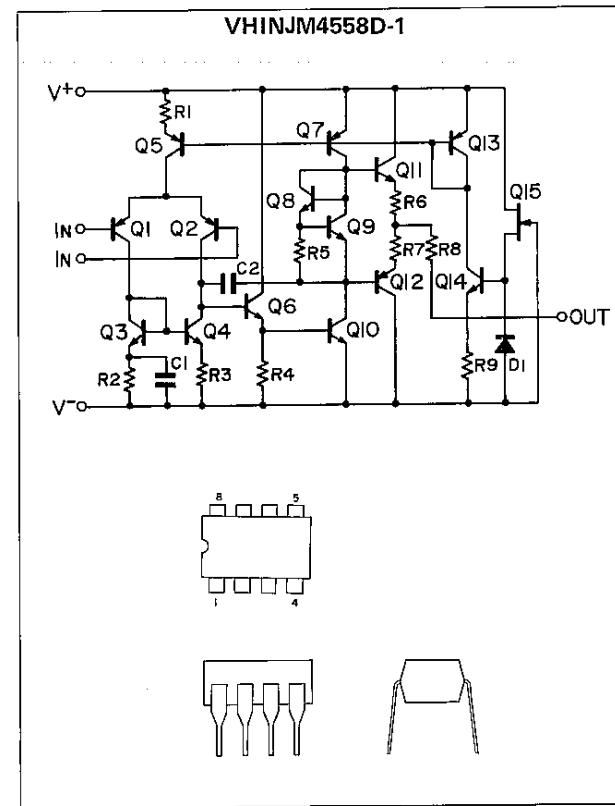 VHINJM4558D-1
V+
R1
Q5
Q7
Q13
Q11
Q15
Q8
R6
IN
Q1
Q2
Q9
IN
R5
R7
R8
C2
Q6
Q12
Q14
Q3
Q4
Q10
OUT
C1
R2
R3
R4
R9
D1
V-
8
5
1
4